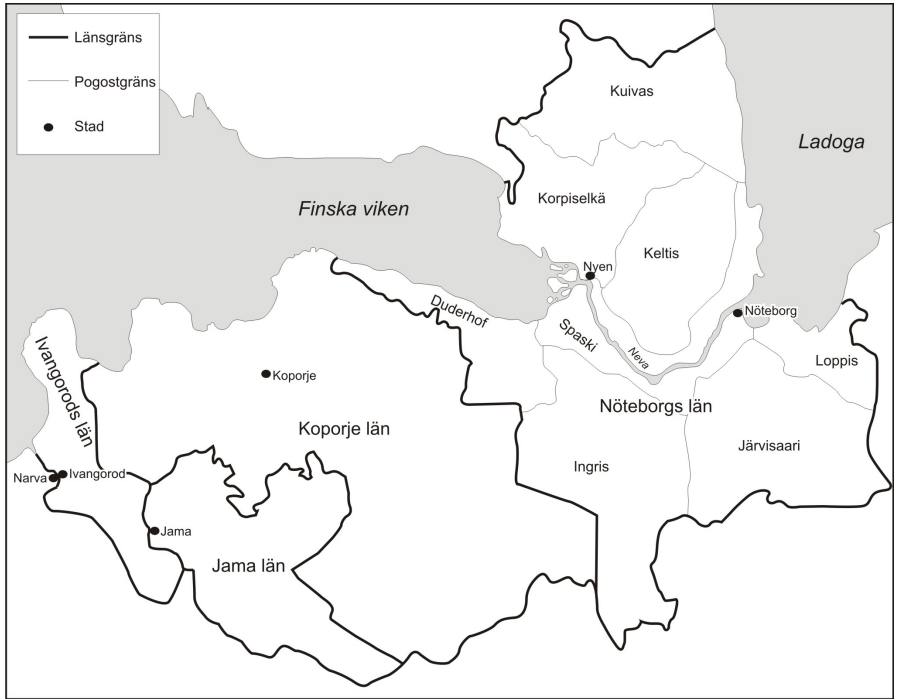 Länsgräns
Pogostgräns
Stad
Kuivas
Ladoga
Korpiselkä
Finska viken
Keltis
Nyen
Duderhof
Nöteborg
Spaski
Neva
Ivangorods län
Loppis
Koporje
Nöteborgs län
Koporje län
Järvisaari
Ingris
Narva
Ivangorod
Jama
Jama län